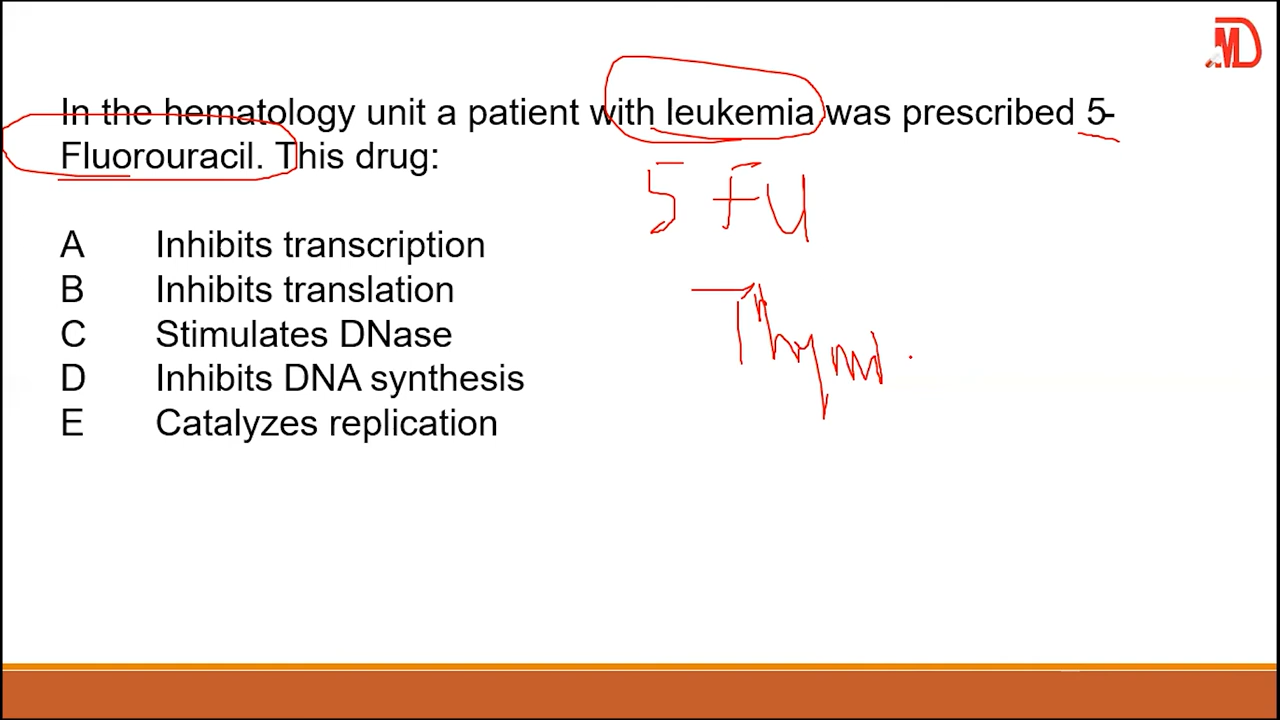 MD
In the hematology unit a patient with leukemia was prescribed 5-
Fluorouracil. This drug:
5 FU
A Inhibits transcription
B Inhibits translation
C Stimulates DNase
D Inhibits DNA synthesis
E Catalyzes replication